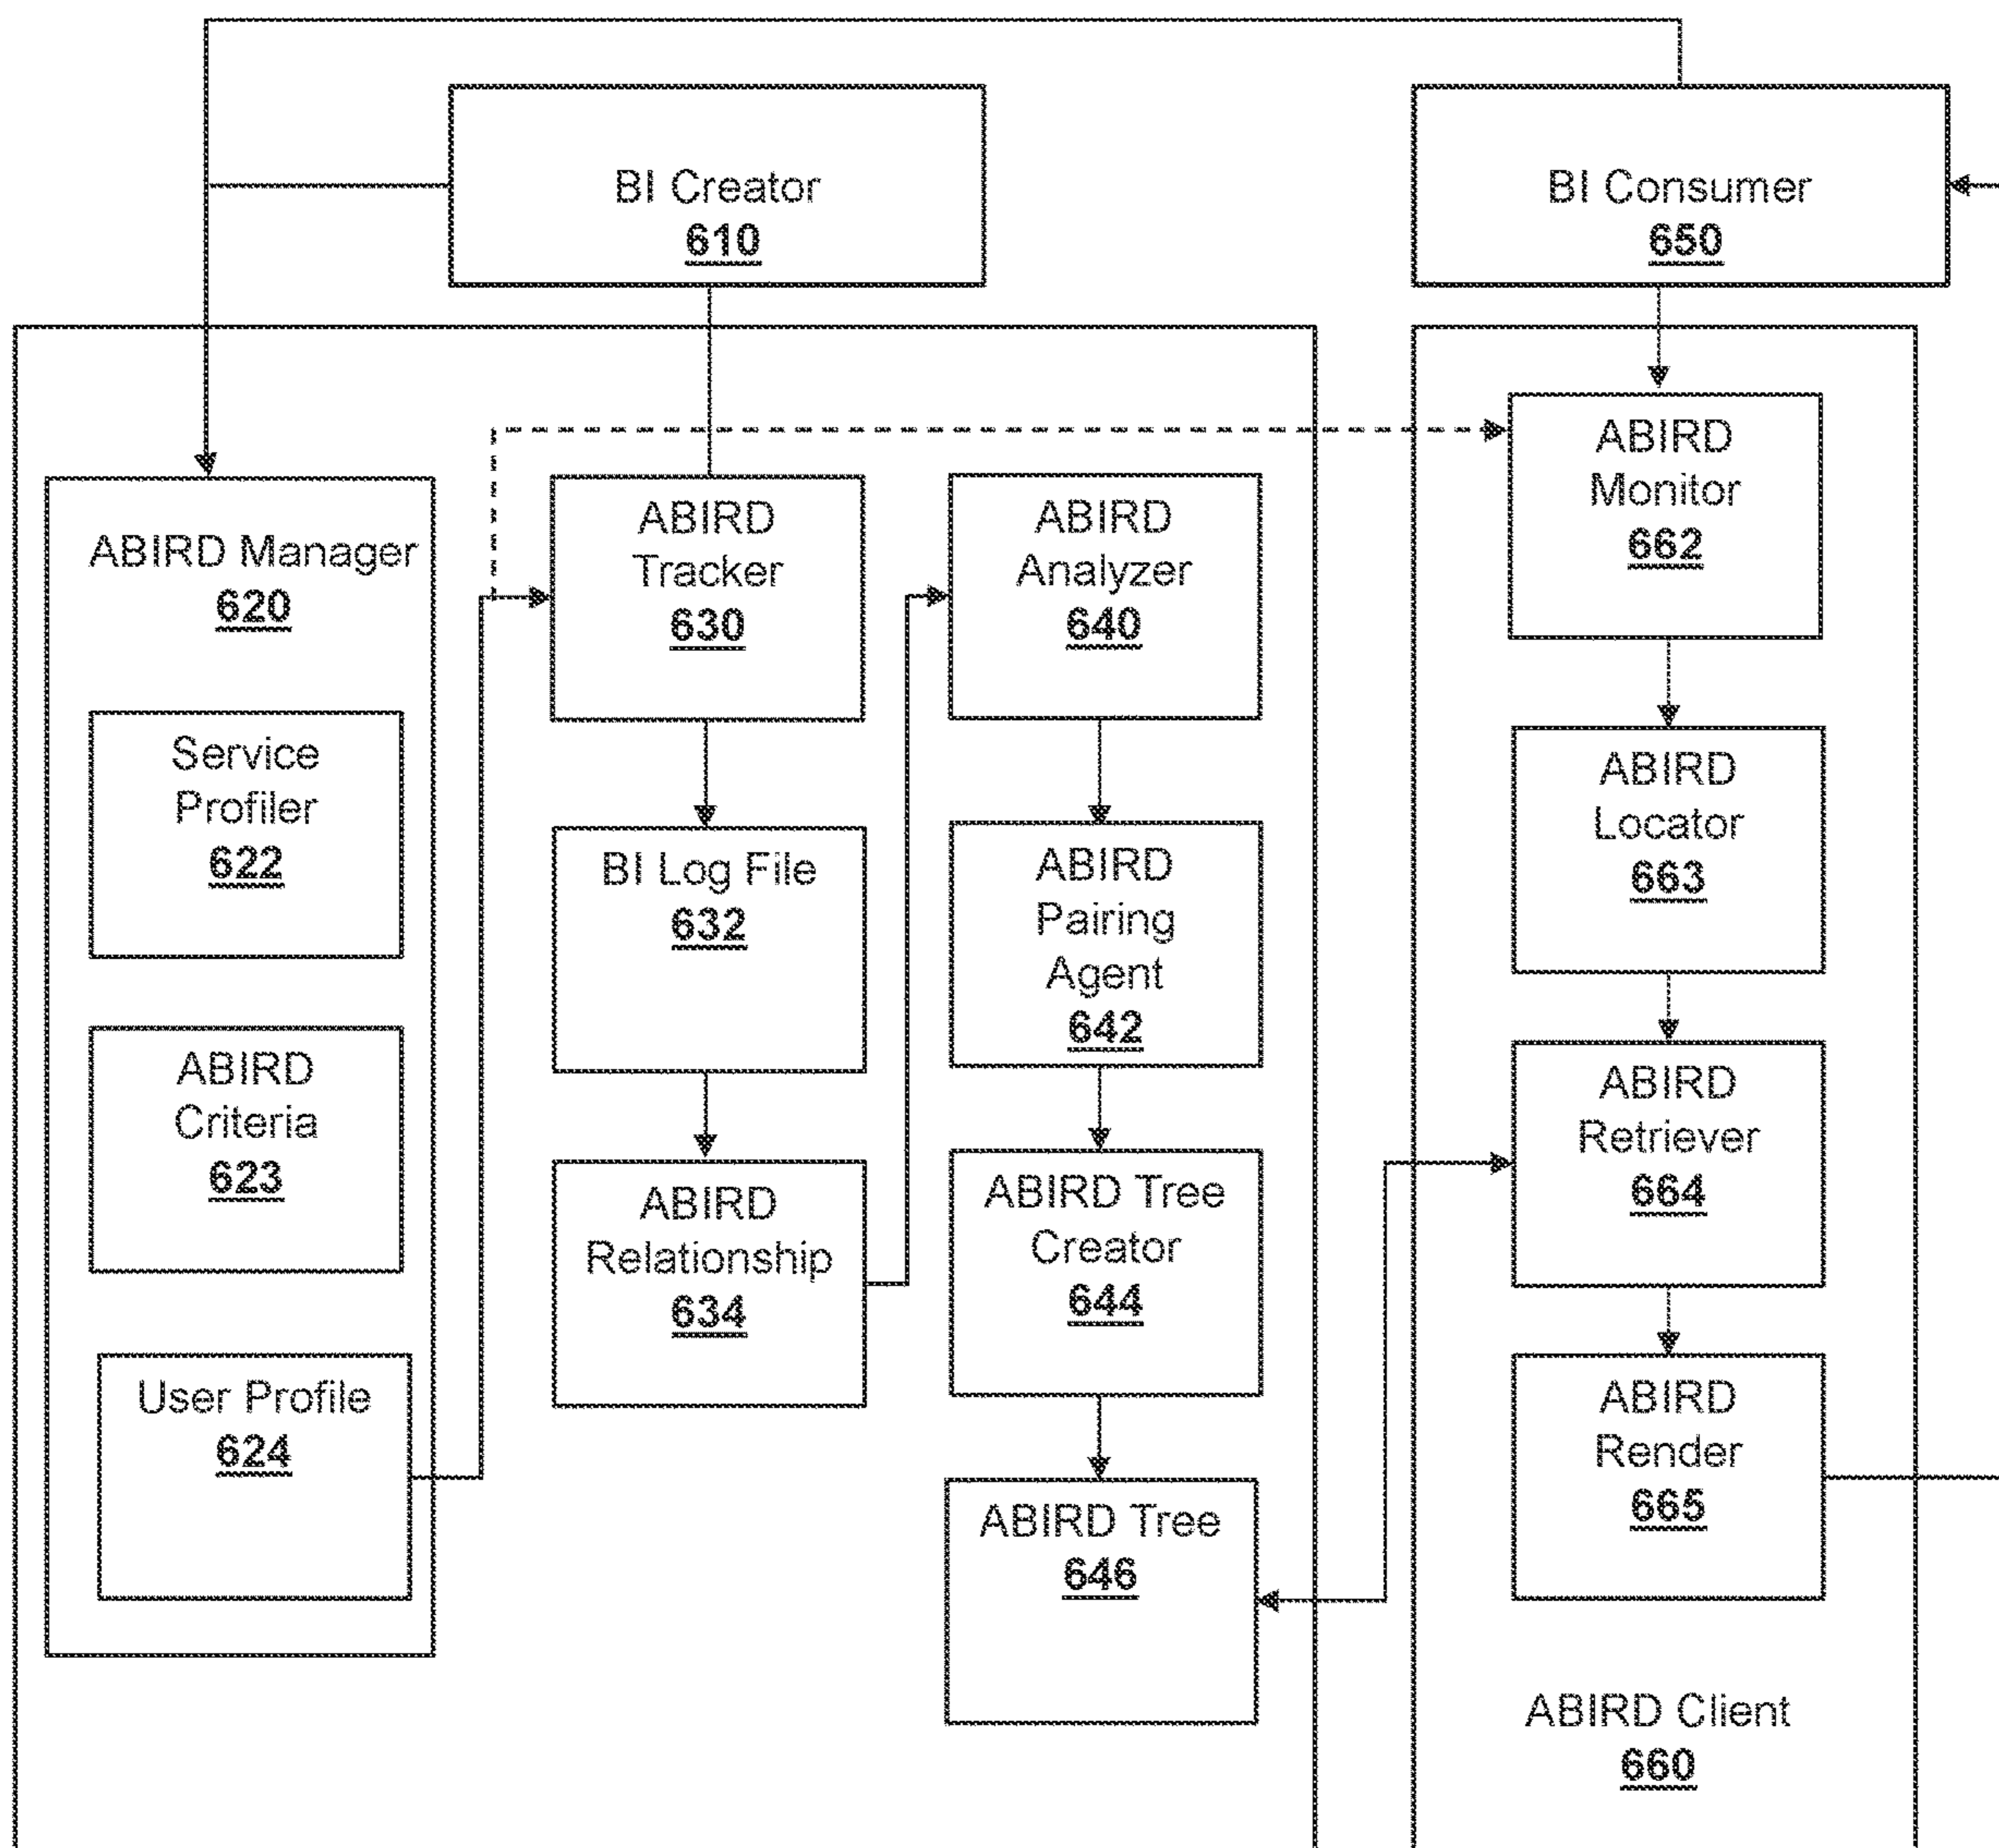 BI Creator
610
BI Consumer
650
ABIRD Manager
620
Service
Profiler
622
ABIRD
Criteria
623
User Profile
624
ABIRD
Tracker
630
BI Log File
632
ABIRD
Relationship
634
ABIRD
Analyzer
640
ABIRD
Pairing
Agent
642
ABIRD Tree
Creator
644
ABIRD Tree
646
ABIRD
Monitor
662
ABIRD
Locator
663
ABIRD
Retriever
664
ABIRD
Render
665
ABIRD Client
660